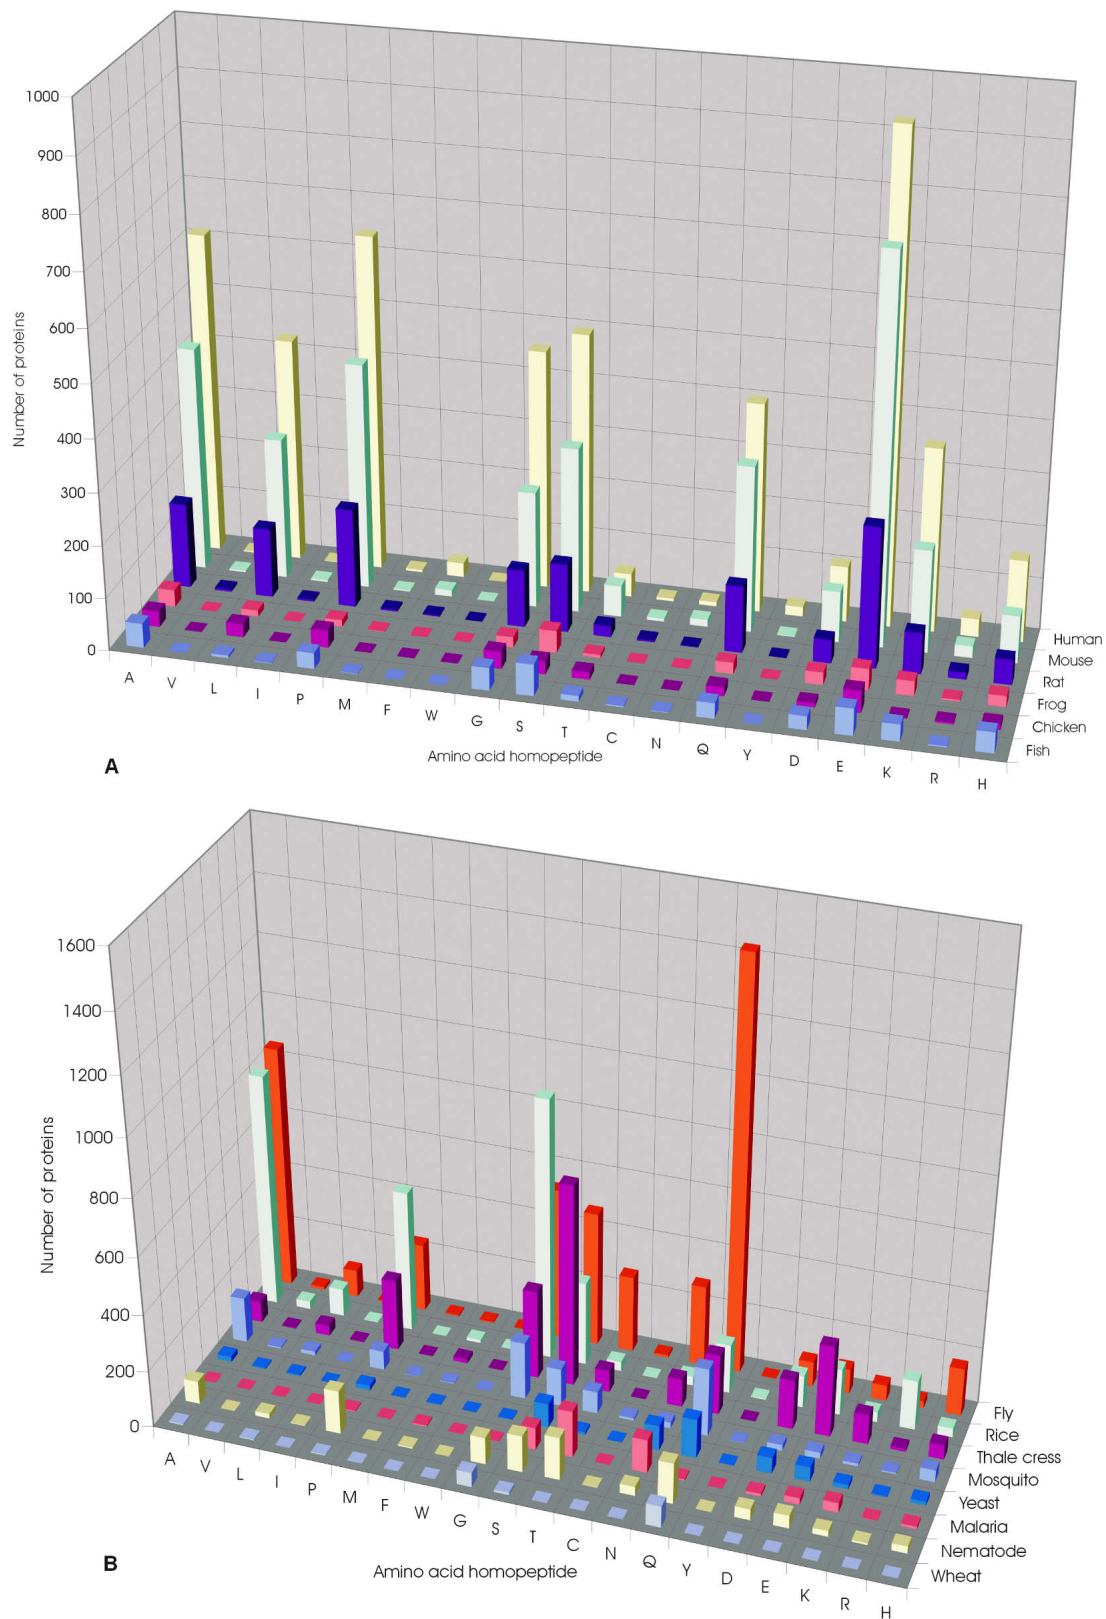 1000
900
800
700
600
500
400
300
200
100
0
Number of proteins
A V L I P M F W G S T C N Q Y D E K R H
Amino acid homopeptide
Human
Mouse
Rat
Frog
Chicken
Fish
A
1600
1400
1200
1000
800
600
400
200
0
Number of proteins
A V L I P M F W G S T C N Q Y D E K R H
Amino acid homopeptide
Fly
Rice
Thale cress
Mosquito
Yeast
Malaria
Nematode
Wheat
B